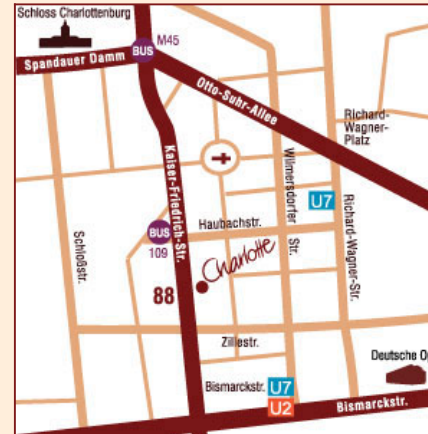 Schloss Charlottenburg
M45
BUS
Spandauer Damm
Otto-Suhr-Allee
Richard-
Wagner-
Platz
Kaiser-Friedrich-Str.
Wilmersdorfer
Str.
U7
Richard-Wagner-Str.
Haubachstr.
BUS
109
Schloßstr.
Charlotte
88
Zillestr.
Deutsche Op
Bismarckstr.
U7
U2
Bismarckstr.